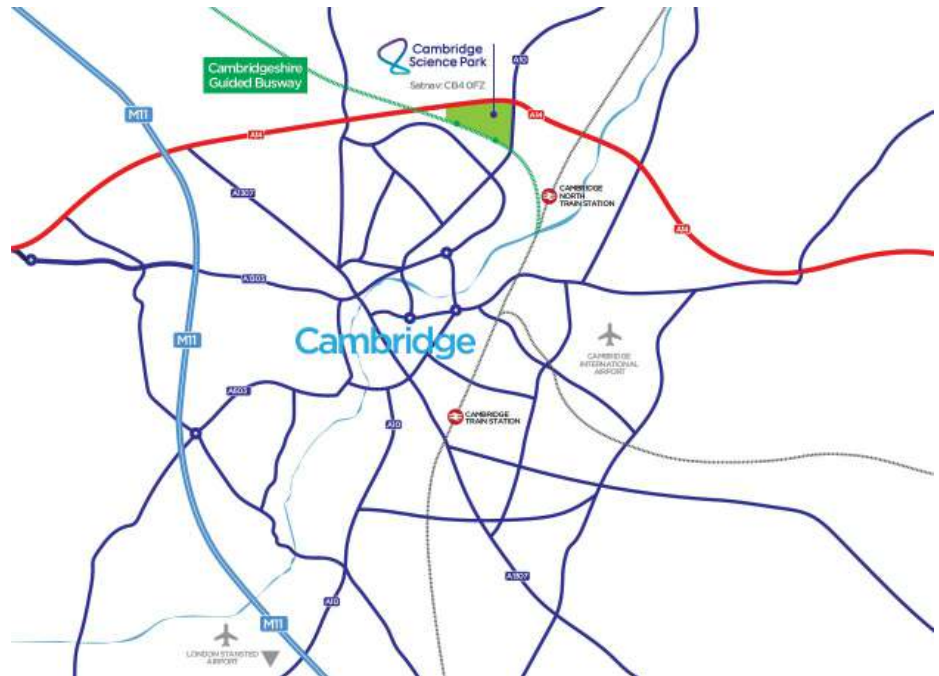 Cambridge
Science Park
Satnav: CB4 0FZ
Cambridgeshire
Guided Busway
A10
M11
A14
A14
A1307
CAMBRIDGE
NORTH
TRAIN STATION
A14
A1303
M11
Cambridge
CAMBRIDGE
INTERNATIONAL
AIRPORT
A603
CAMBRIDGE
TRAIN STATION
A10
A1307
A10
M11
LONDON STANSTED
AIRPORT